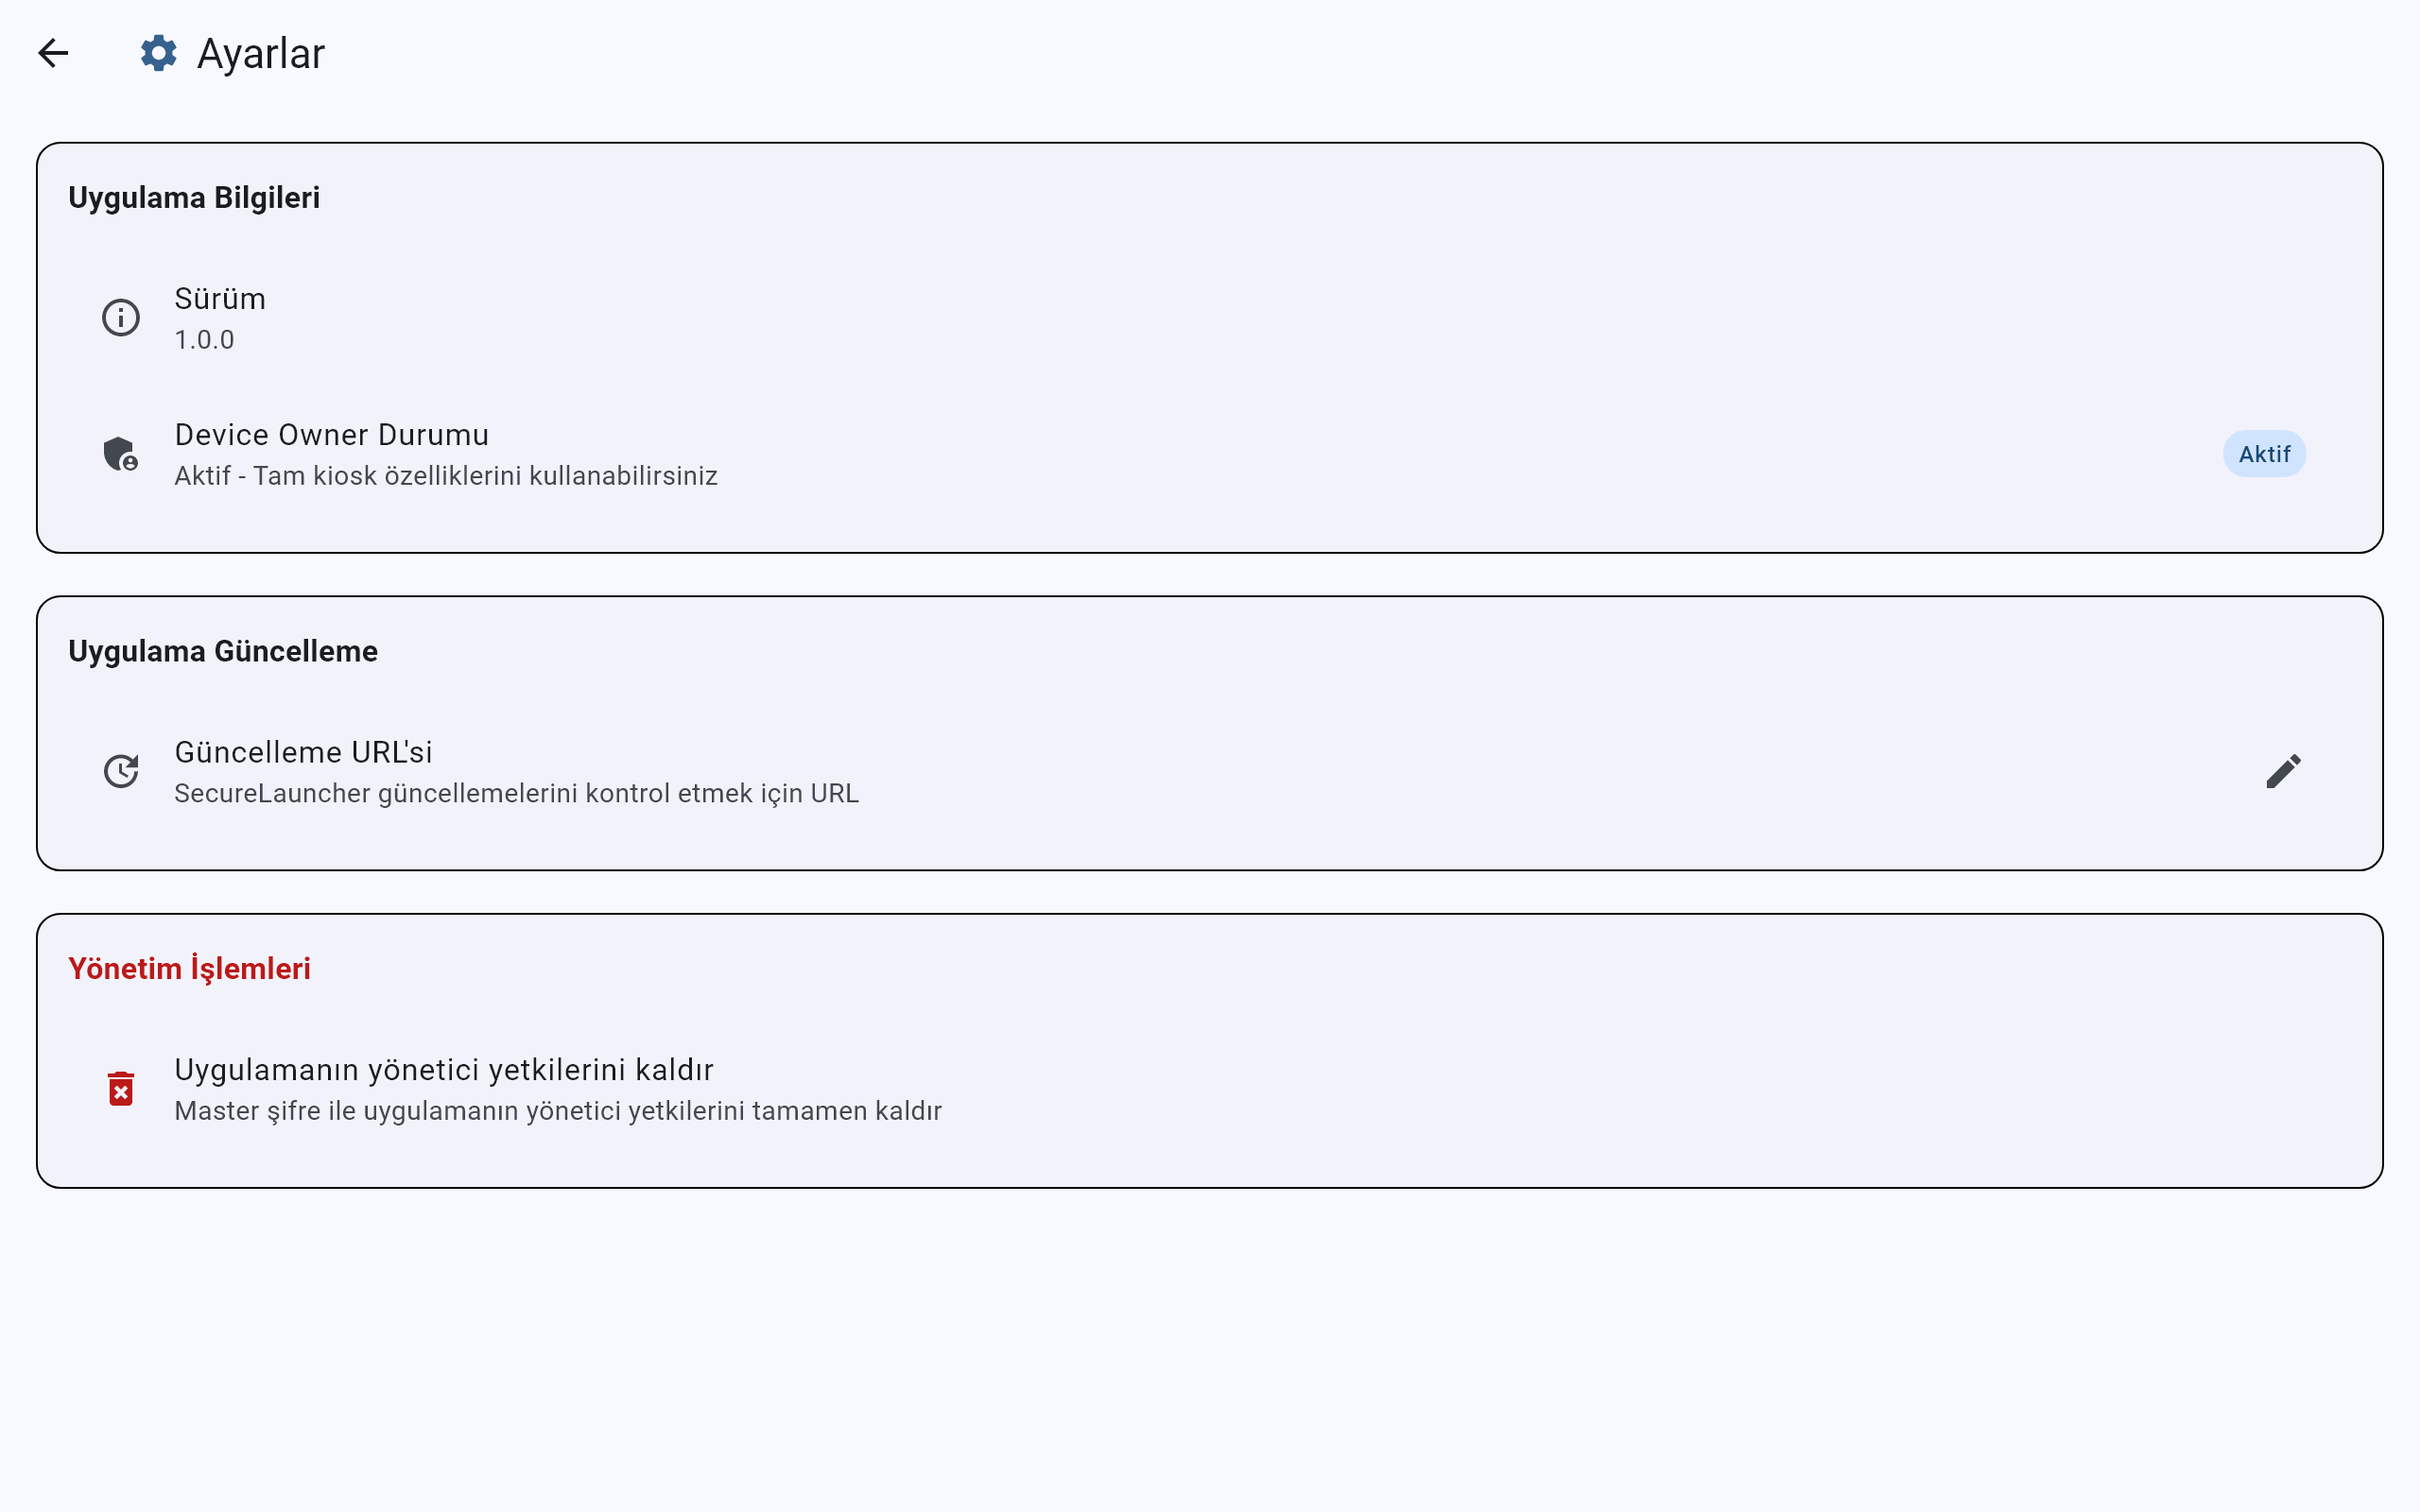 Ayarlar
Uygulama Bilgileri
Sürüm
1.0.0
Device Owner Durumu
Aktif - Tam kiosk özelliklerini kullanabilirsiniz
Aktif
Uygulama Güncelleme
Güncelleme URL'si
SecureLauncher güncellemelerini kontrol etmek için URL
Yönetim İşlemleri
Uygulamanın yönetici yetkilerini kaldır
Master şifre ile uygulamanın yönetici yetkilerini tamamen kaldır